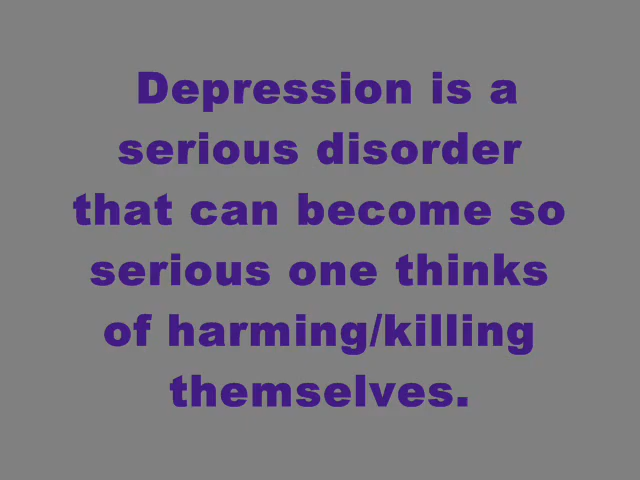 Depression is a
serious disorder
that can become so
serious one thinks
of harming/killing
themselves.